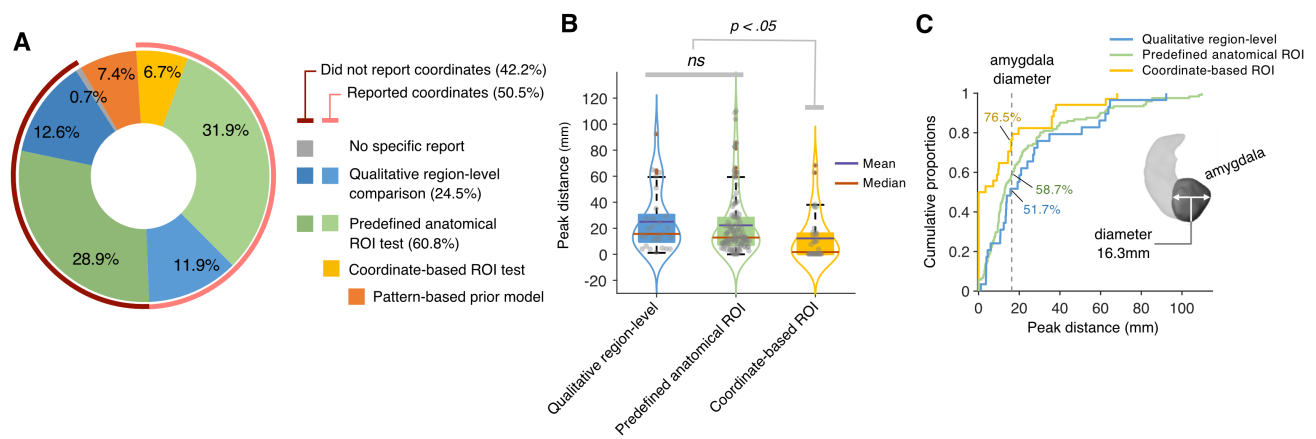 A
7.4%
6.7%
0.7%
12.6%
31.9%
28.9%
11.9%
Did not report coordinates (42.2%)
Reported coordinates (50.5%)
No specific report
Qualitative region-level
comparison (24.5%)
Predefined anatomical
ROI test (60.8%)
Coordinate-based ROI test
Pattern-based prior model
B
p < .05
ns
120
100
80
60
40
20
0
-20
Peak distance (mm)
Mean
Median
Qualitative region-level
Predefined anatomical ROI
Coordinate-based ROI
C
Qualitative region-level
Predefined anatomical ROI
Coordinate-based ROI
amygdala
diameter
1
0.8
0.6
0.4
0.2
0
Cumulative proportions
76.5%
58.7%
51.7%
amygdala
diameter
16.3mm
0
20
40
60
80
100
Peak distance (mm)